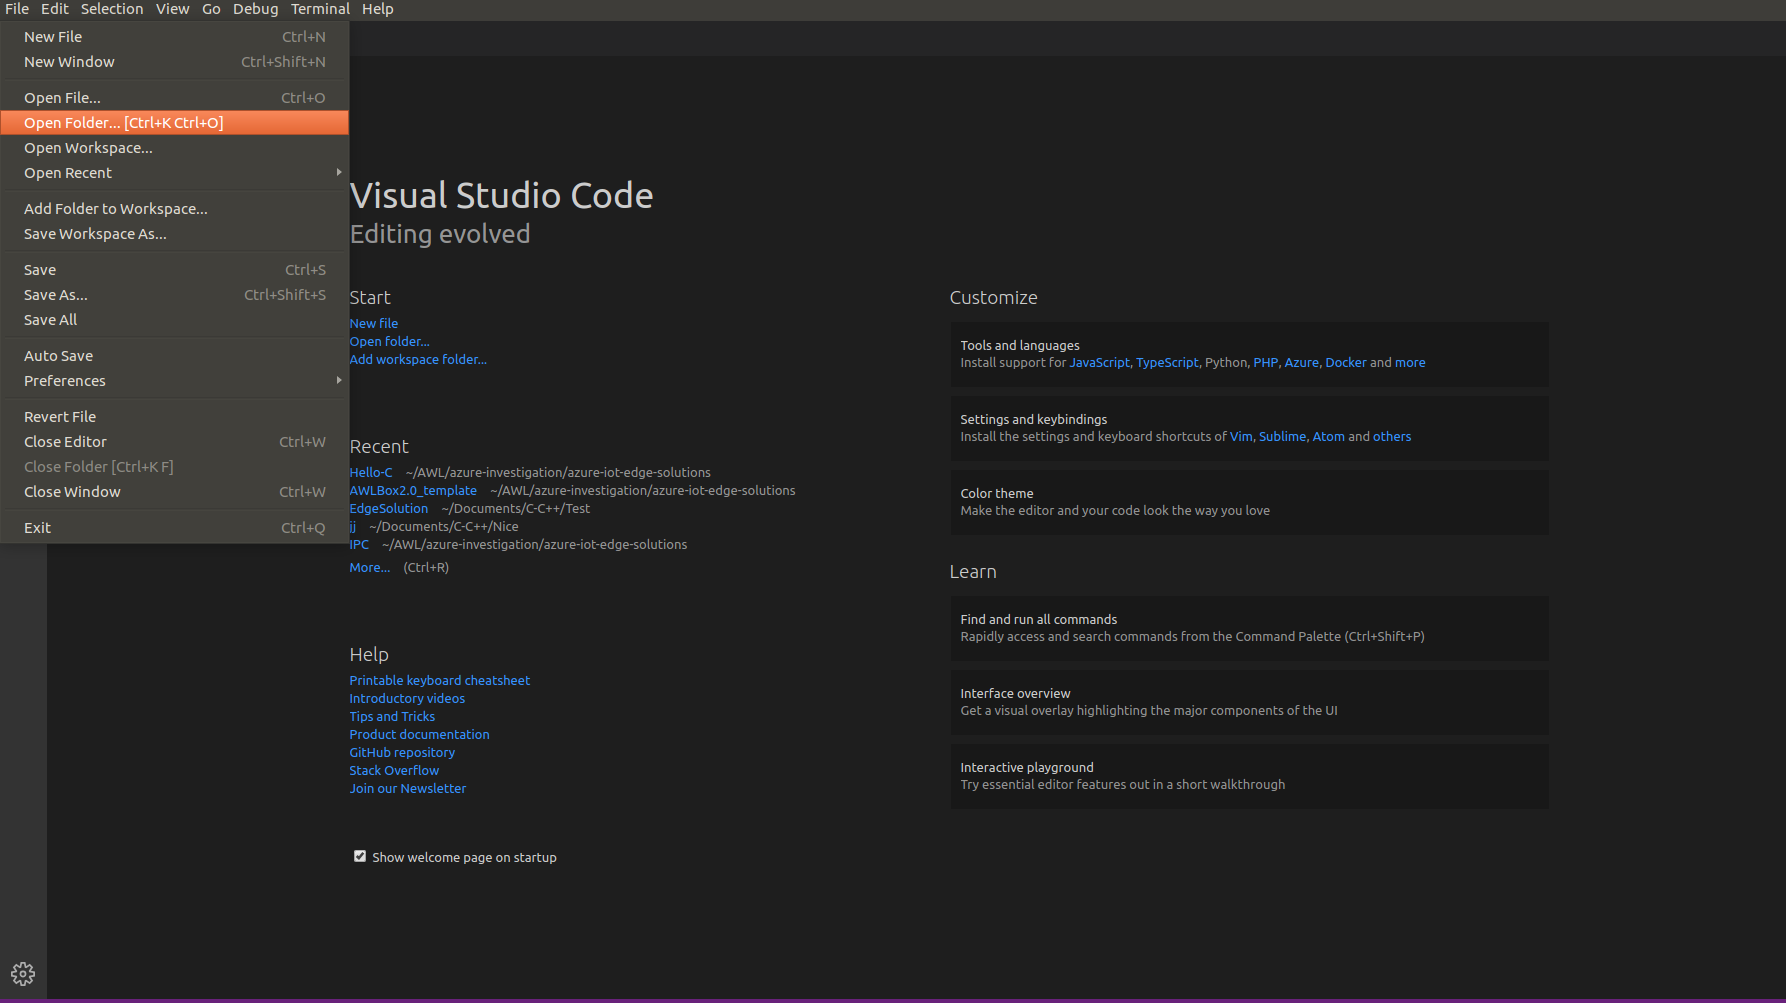 File Edit Selection View Go Debug Terminal Help
New File Ctrl+N
New Window Ctrl+Shift+N
Open File... Ctrl+O
Open Folder... [Ctrl+K Ctrl+O]
Open Workspace...
Open Recent
Add Folder to Workspace...
Save Workspace As...
Save Ctrl+S
Save As... Ctrl+Shift+S
Save All
Auto Save
Preferences
Revert File
Close Editor Ctrl+W
Close Folder [Ctrl+K F]
Close Window Ctrl+W
Exit Ctrl+Q
Visual Studio Code
Editing evolved
Start
New file
Open folder...
Add workspace folder...
Recent
Hello-C ~/AWL/azure-investigation/azure-iot-edge-solutions
AWLBox2.0_template ~/AWL/azure-investigation/azure-iot-edge-solutions
EdgeSolution ~/Documents/C-C++/Test
jj ~/Documents/C-C++/Nice
IPC ~/AWL/azure-investigation/azure-iot-edge-solutions
More... (Ctrl+R)
Help
Printable keyboard cheatsheet
Introductory videos
Tips and Tricks
Product documentation
GitHub repository
Stack Overflow
Join our Newsletter
Show welcome page on startup
Customize
Tools and languages
Install support for JavaScript, TypeScript, Python, PHP, Azure, Docker and more
Settings and keybindings
Install the settings and keyboard shortcuts of Vim, Sublime, Atom and others
Color theme
Make the editor and your code look the way you love
Learn
Find and run all commands
Rapidly access and search commands from the Command Palette (Ctrl+Shift+P)
Interface overview
Get a visual overlay highlighting the major components of the UI
Interactive playground
Try essential editor features out in a short walkthrough